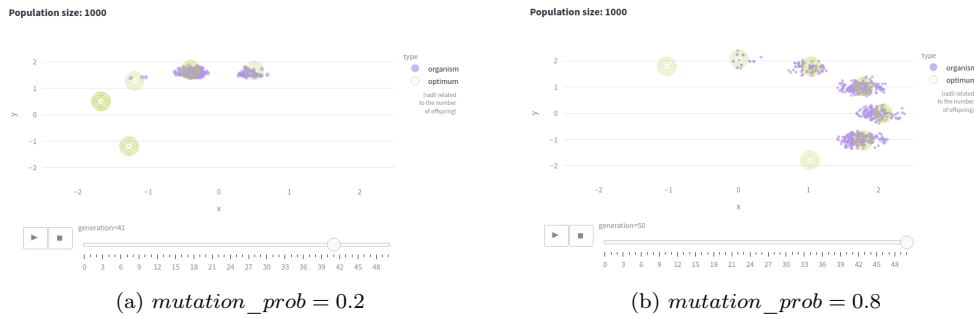 Population size: 1000
type
organism
optimum
(radii related
to the number
of offspring)
2
1
0
−1
−2
y
−2
−1
0
1
2
x
generation=41
0 3 6 9 12 15 18 21 24 27 30 33 36 39 42 45 48
(a) mutation_prob = 0.2
Population size: 1000
type
organism
optimum
(radii related
to the number
of offspring)
2
1
0
−1
−2
y
−2
−1
0
1
2
x
generation=50
0 3 6 9 12 15 18 21 24 27 30 33 36 39 42 45 48
(b) mutation_prob = 0.8